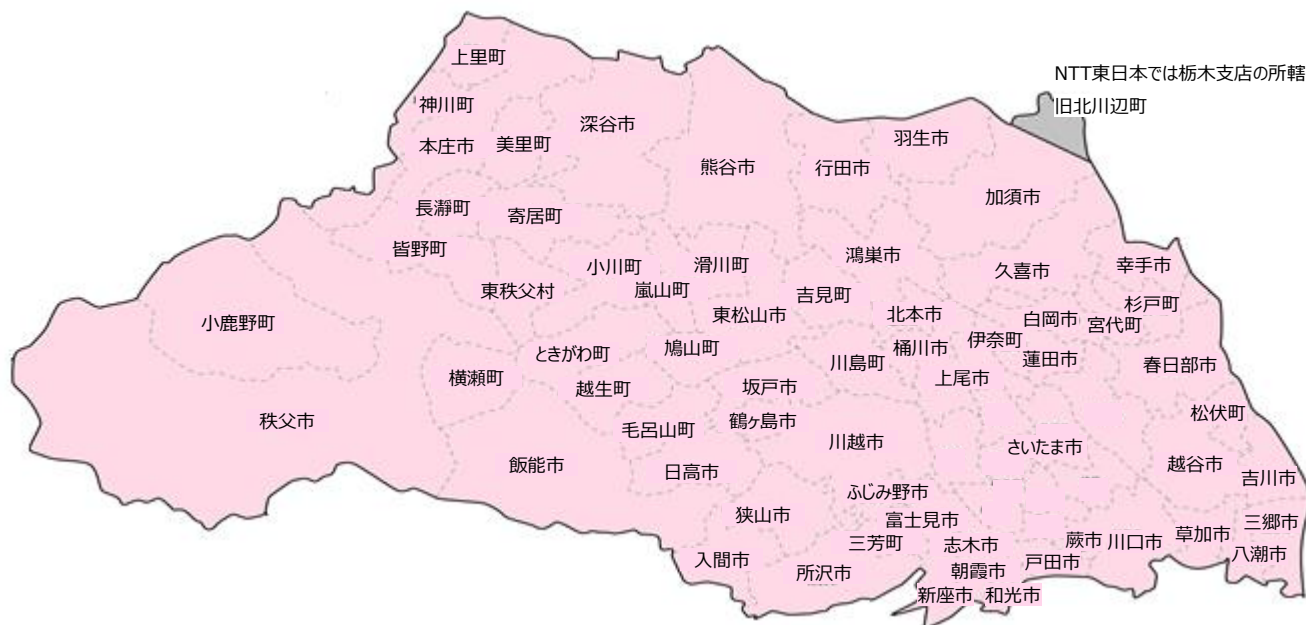 上里町
NTT東日本では栃木支店の所轄
旧北川辺町
神川町
深谷市
本庄市
美里町
羽生市
熊谷市
行田市
加須市
長瀞町
寄居町
皆野町
鴻巣市
小川町
滑川町
久喜市
幸手市
東秩父村
嵐山町
吉見町
杉戸町
小鹿野町
東松山市
北本市
白岡市
宮代町
ときがわ町
鳩山町
桶川市
伊奈町
川島町
蓮田市
春日部市
横瀬町
越生町
坂戸市
上尾市
秩父市
毛呂山町
鶴ヶ島市
川越市
松伏町
さいたま市
飯能市
日高市
越谷市
吉川市
ふじみ野市
狭山市
富士見市
三郷市
入間市
三芳町
志木市
蕨市
川口市
草加市
八潮市
所沢市
朝霞市
戸田市
新座市
和光市